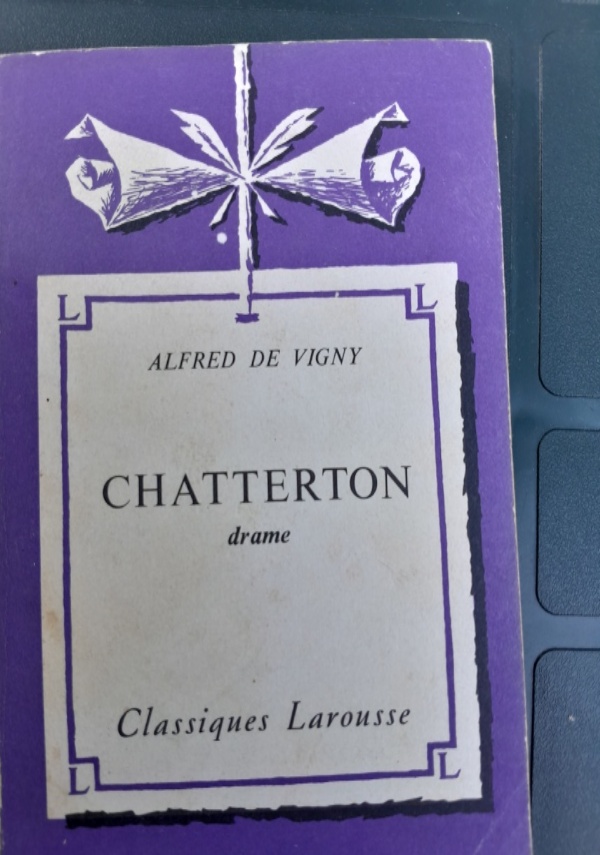 L L
ALFRED DE VIGNY
CHATTERTON
drame
Classiques Larousse
L L